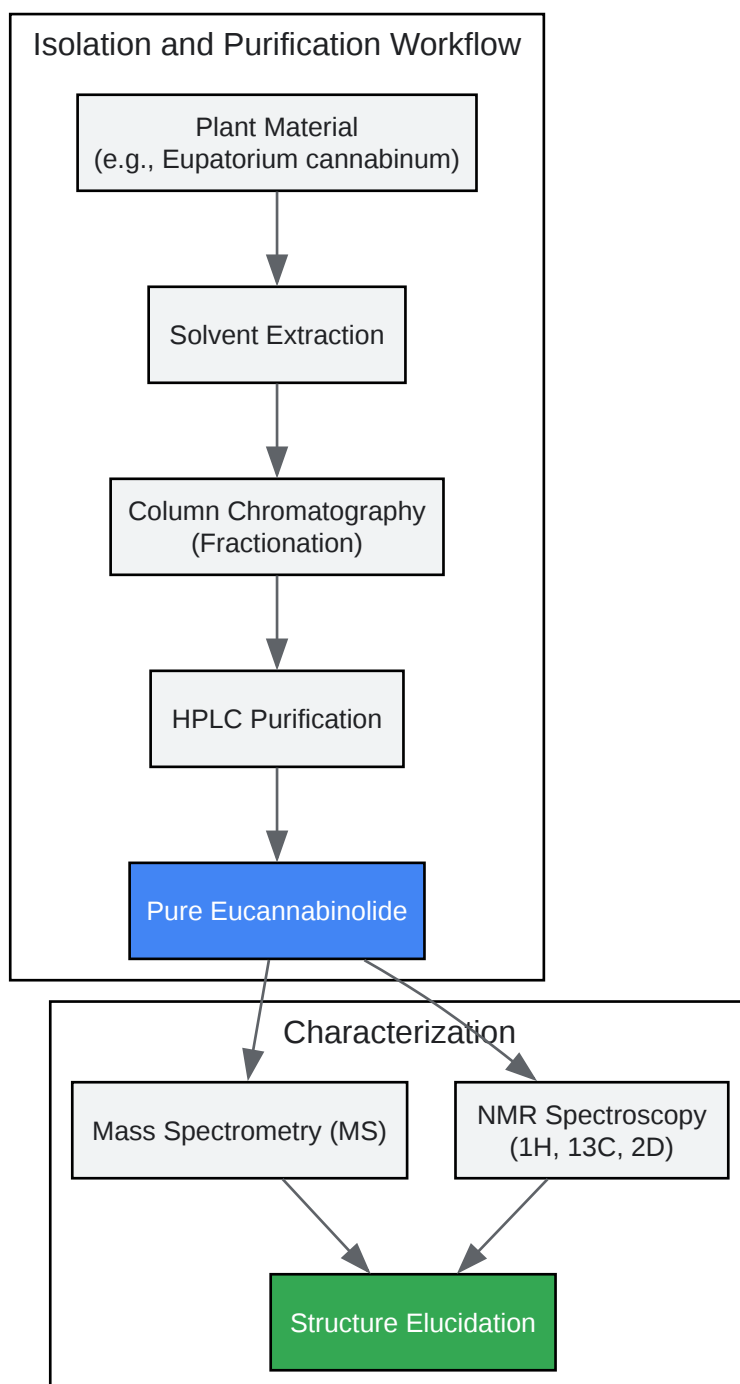 Isolation and Purification Workflow
Plant Material
(e.g., Eupatorium cannabinum)
Solvent Extraction
Column Chromatography
(Fractionation)
HPLC Purification
Pure Eucannabinolide
Characterization
Mass Spectrometry (MS)
NMR Spectroscopy
(1H, 13C, 2D)
Structure Elucidation